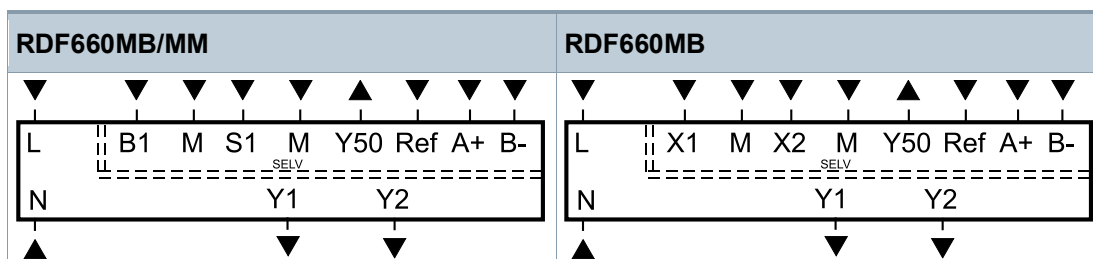 RDF660MB/MM
RDF660MB
L B1 M S1 M Y50 Ref A+ B-
SELV
N Y1 Y2
L X1 M X2 M Y50 Ref A+ B-
SELV
N Y1 Y2